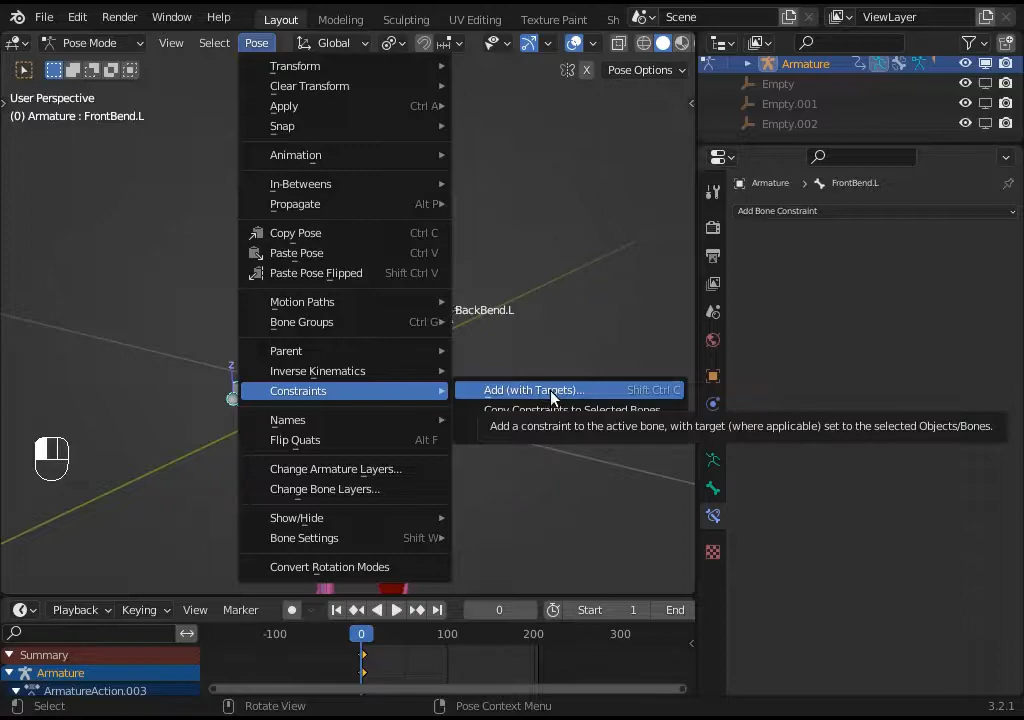 File Edit Render Window Help Layout Modeling Sculpting UV Editing Texture Paint Sh Scene ViewLayer
Pose Mode View Select Pose Global
X Pose Options
User Perspective
(0) Armature : FrontBend.L
Transform
Clear Transform
Apply Ctrl A
Snap
Animation
In-Betweens
Propagate Alt P
Copy Pose Ctrl C
Paste Pose Ctrl V
Paste Pose Flipped Shift Ctrl V
Motion Paths
Bone Groups Ctrl G
Parent
Inverse Kinematics
Constraints
Names
Flip Quats Alt F
Change Armature Layers...
Change Bone Layers...
Show/Hide
Bone Settings Shift W
Convert Rotation Modes
BackBend.L
Z
Add (with Targets)... Shift Ctrl C
Copy Constraints to Selected Bones
Add a constraint to the active bone, with target (where applicable) set to the selected Objects/Bones.
Armature
Empty
Empty.001
Empty.002
Armature > FrontBend.L
Add Bone Constraint
Playback Keying View Marker 0 Start 1 End
-100 0 100 200 300
Summary
Armature
ArmatureAction.003
Select Rotate View Pose Context Menu 3.2.1